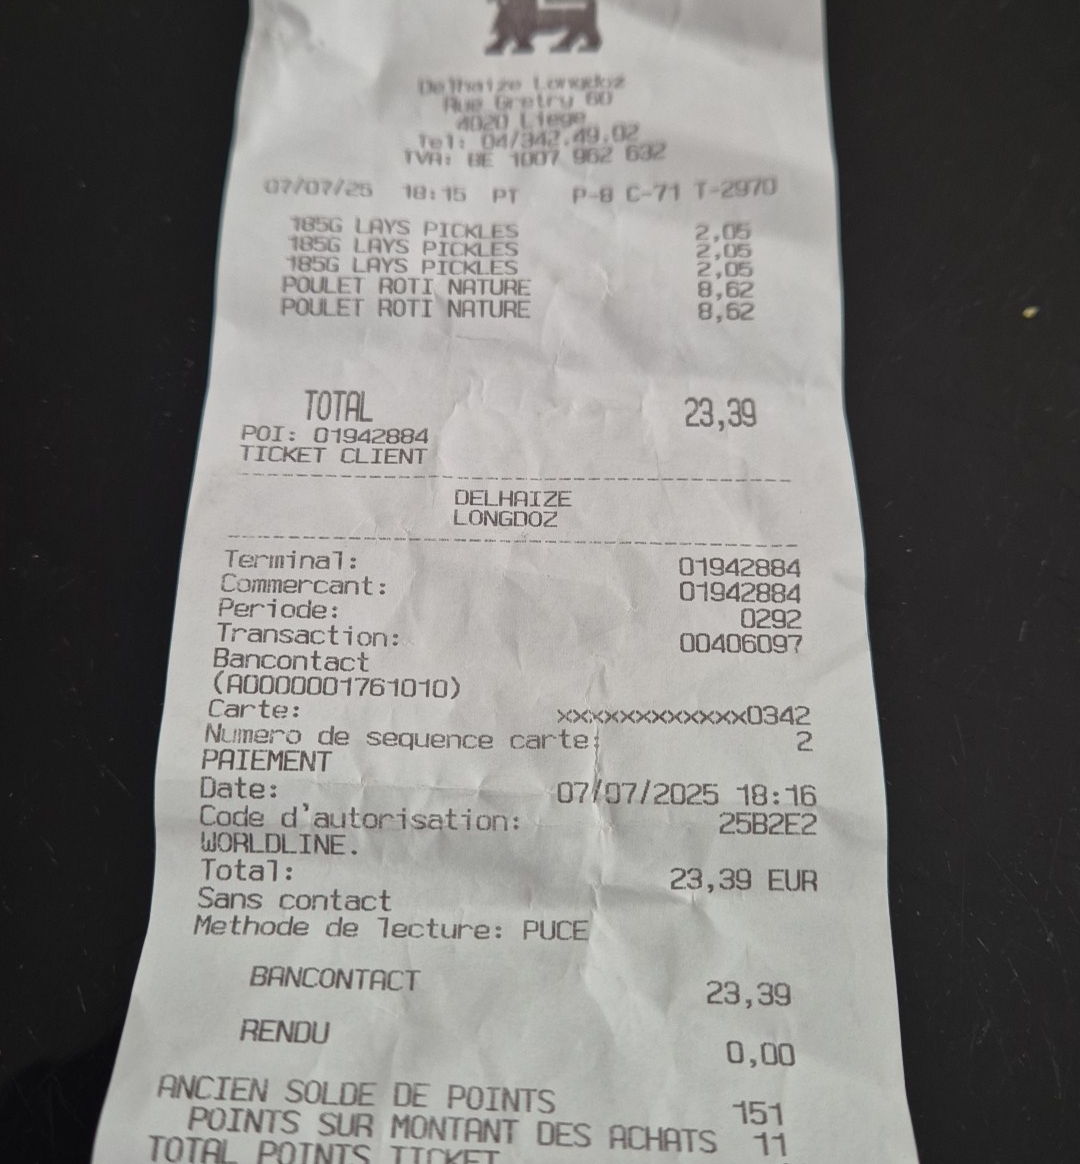 Delhaize Longdoz
Rue Gretry 60
4020 Liege
Tel: 04/342.49.02
TVA: BE 1007 962 632
07/07/25 18:15 PT P-8 C-71 T-2970
185G LAYS PICKLES 2,05
185G LAYS PICKLES 2,05
185G LAYS PICKLES 2,05
POULET ROTI NATURE 8,62
POULET ROTI NATURE 8,62
TOTAL 23,39
POI: 01942884
TICKET CLIENT
DELHAIZE
LONGDOZ
Terminal: 01942884
Commercant: 01942884
Periode: 0292
Transaction: 00406097
Bancontact
(A0000001761010)
Carte: xxxxxxxxxxxxx0342
Numero de sequence carte: 2
PAIEMENT
Date: 07/07/2025 18:16
Code d'autorisation: 25B2E2
WORLDLINE.
Total: 23,39 EUR
Sans contact
Methode de lecture: PUCE
BANCONTACT 23,39
RENDU 0,00
ANCIEN SOLDE DE POINTS 151
POINTS SUR MONTANT DES ACHATS 11
TOTAL POINTS TICKET